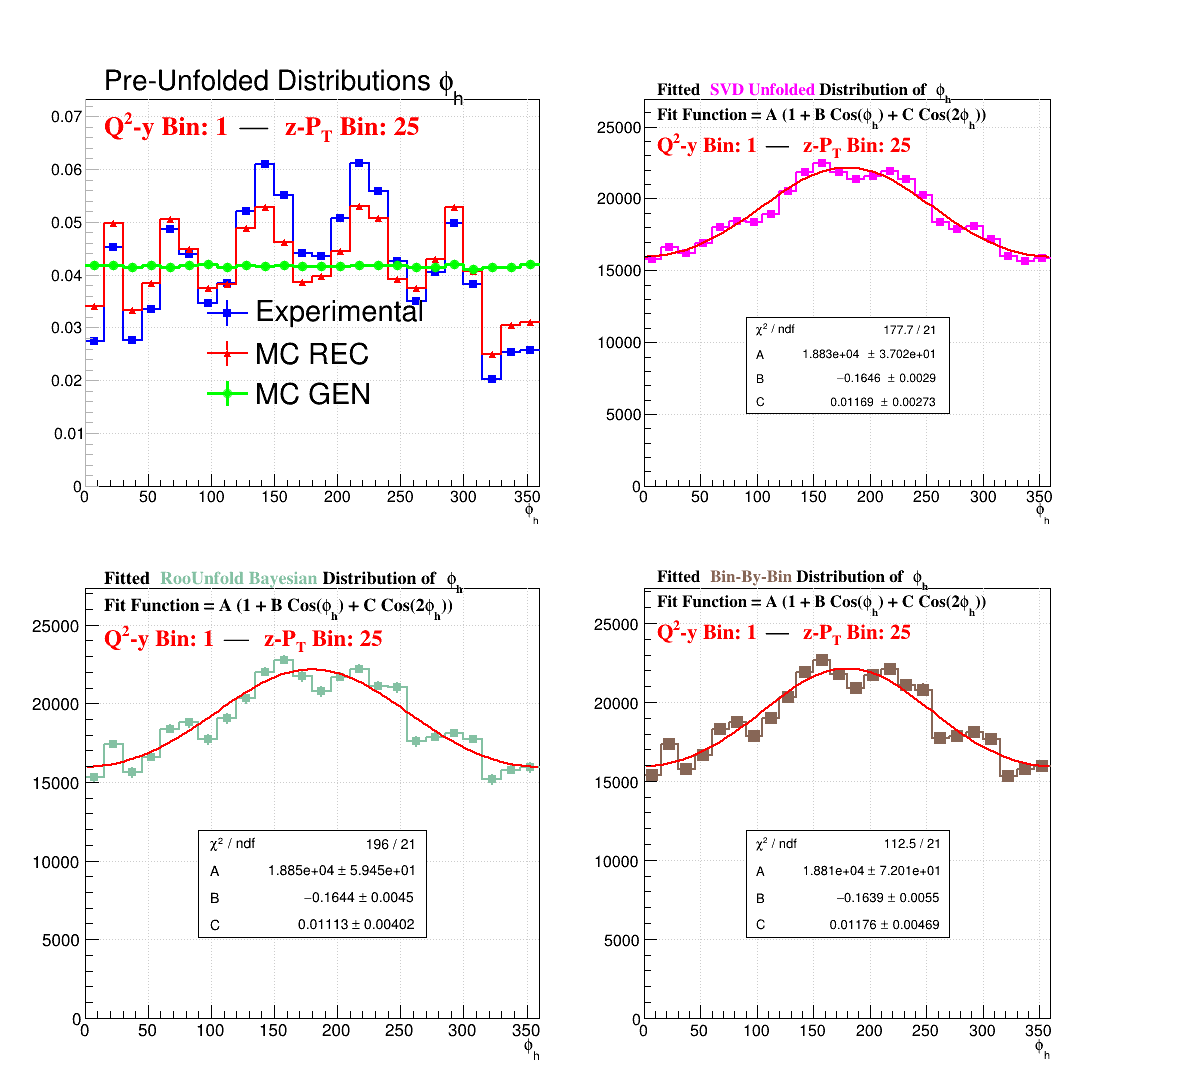 Pre-Unfolded Distributions ϕh
Q²-y Bin: 1 — z-PT Bin: 25
0.07
0.06
0.05
0.04
0.03
0.02
0.01
0
Experimental
MC REC
MC GEN
0 50 100 150 200 250 300 350
ϕh
Fitted SVD Unfolded Distribution of ϕh
Fit Function = A (1 + B Cos(ϕh) + C Cos(2ϕh))
Q²-y Bin: 1 — z-PT Bin: 25
25000
20000
15000
10000
5000
0
χ² / ndf 177.7 / 21
A 1.883e+04 ± 3.702e+01
B −0.1646 ± 0.0029
C 0.01169 ± 0.00273
0 50 100 150 200 250 300 350
ϕh
Fitted RooUnfold Bayesian Distribution of ϕh
Fit Function = A (1 + B Cos(ϕh) + C Cos(2ϕh))
Q²-y Bin: 1 — z-PT Bin: 25
25000
20000
15000
10000
5000
0
χ² / ndf 196 / 21
A 1.885e+04 ± 5.945e+01
B −0.1644 ± 0.0045
C 0.01113 ± 0.00402
0 50 100 150 200 250 300 350
ϕh
Fitted Bin-By-Bin Distribution of ϕh
Fit Function = A (1 + B Cos(ϕh) + C Cos(2ϕh))
Q²-y Bin: 1 — z-PT Bin: 25
25000
20000
15000
10000
5000
0
χ² / ndf 112.5 / 21
A 1.881e+04 ± 7.201e+01
B −0.1639 ± 0.0055
C 0.01176 ± 0.00469
0 50 100 150 200 250 300 350
ϕh